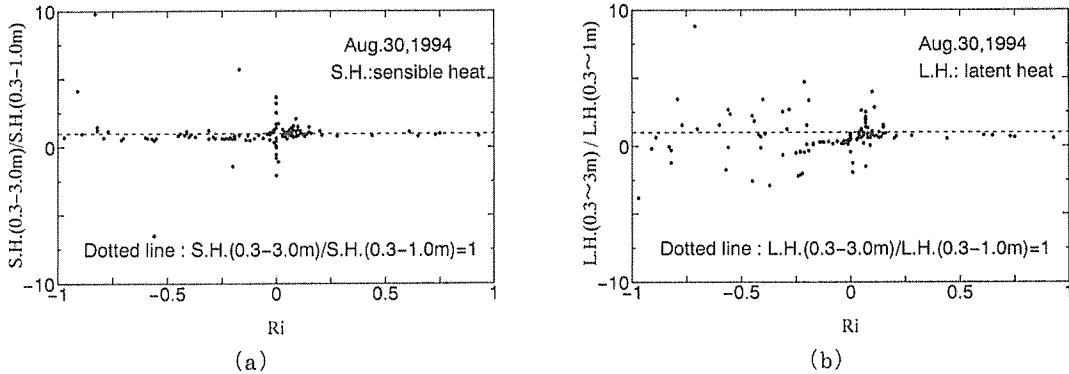 S.H.(0.3-3.0m)/S.H.(0.3-1.0m)
10
0
-10
Aug.30,1994
S.H.:sensible heat
Dotted line : S.H.(0.3-3.0m)/S.H.(0.3-1.0m)=1
-1
-0.5
0
0.5
1
Ri
(a)
L.H.(0.3~3m) / L.H.(0.3~1m)
10
0
-10
Aug.30,1994
L.H.: latent heat
Dotted line : L.H.(0.3-3.0m)/L.H.(0.3-1.0m)=1
-1
-0.5
0
0.5
1
Ri
(b)